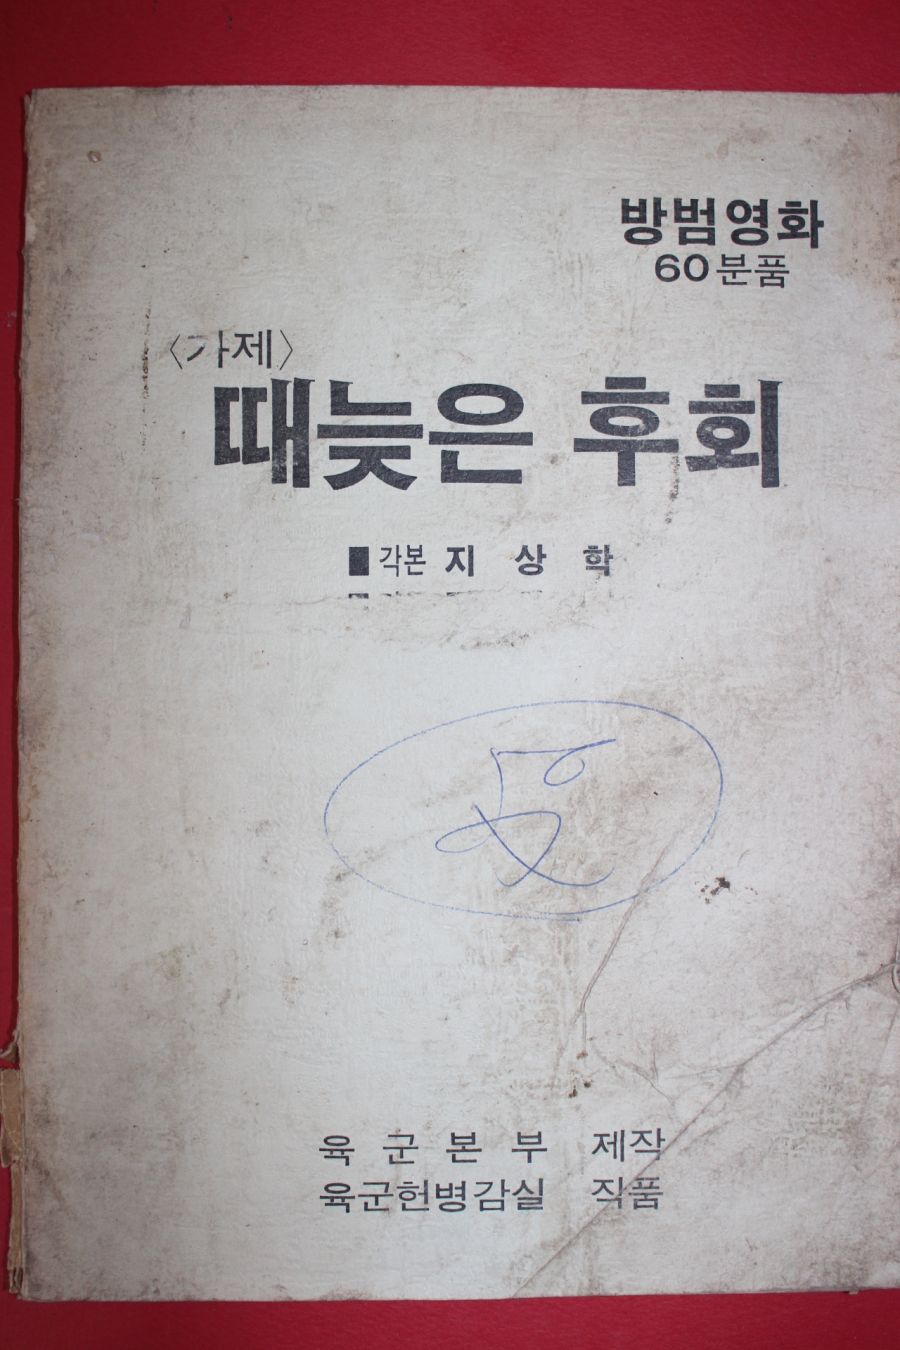 방범영화
60분품
〈가제〉
때늦은 후회
■ 각본 지 상 학
육 군 본 부 제작
육군헌병감실 작품